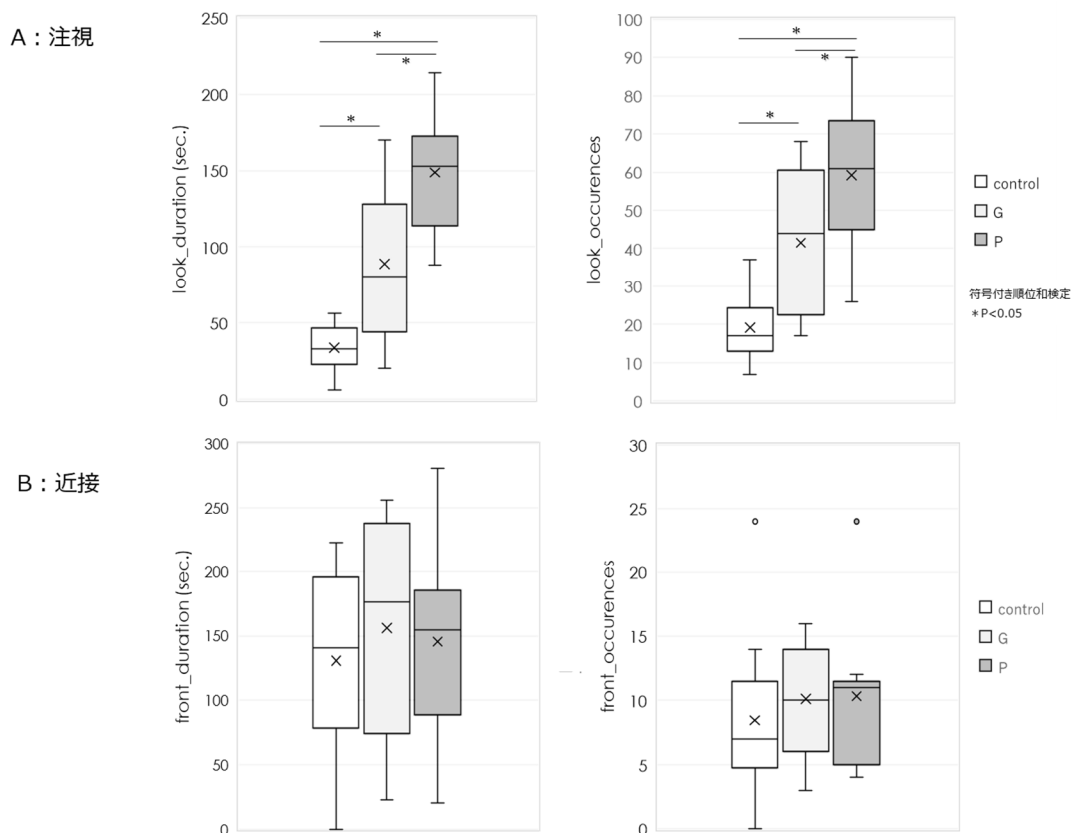 A：注視
250
200
150
100
50
0
look_duration (sec.)
*
*
*
100
90
80
70
60
50
40
30
20
10
0
look_occurences
*
*
*
control
G
P
符号付き順位和検定
＊P<0.05
B：近接
300
250
200
150
100
50
0
front_duration (sec.)
30
25
20
15
10
5
0
front_occurences
control
G
P